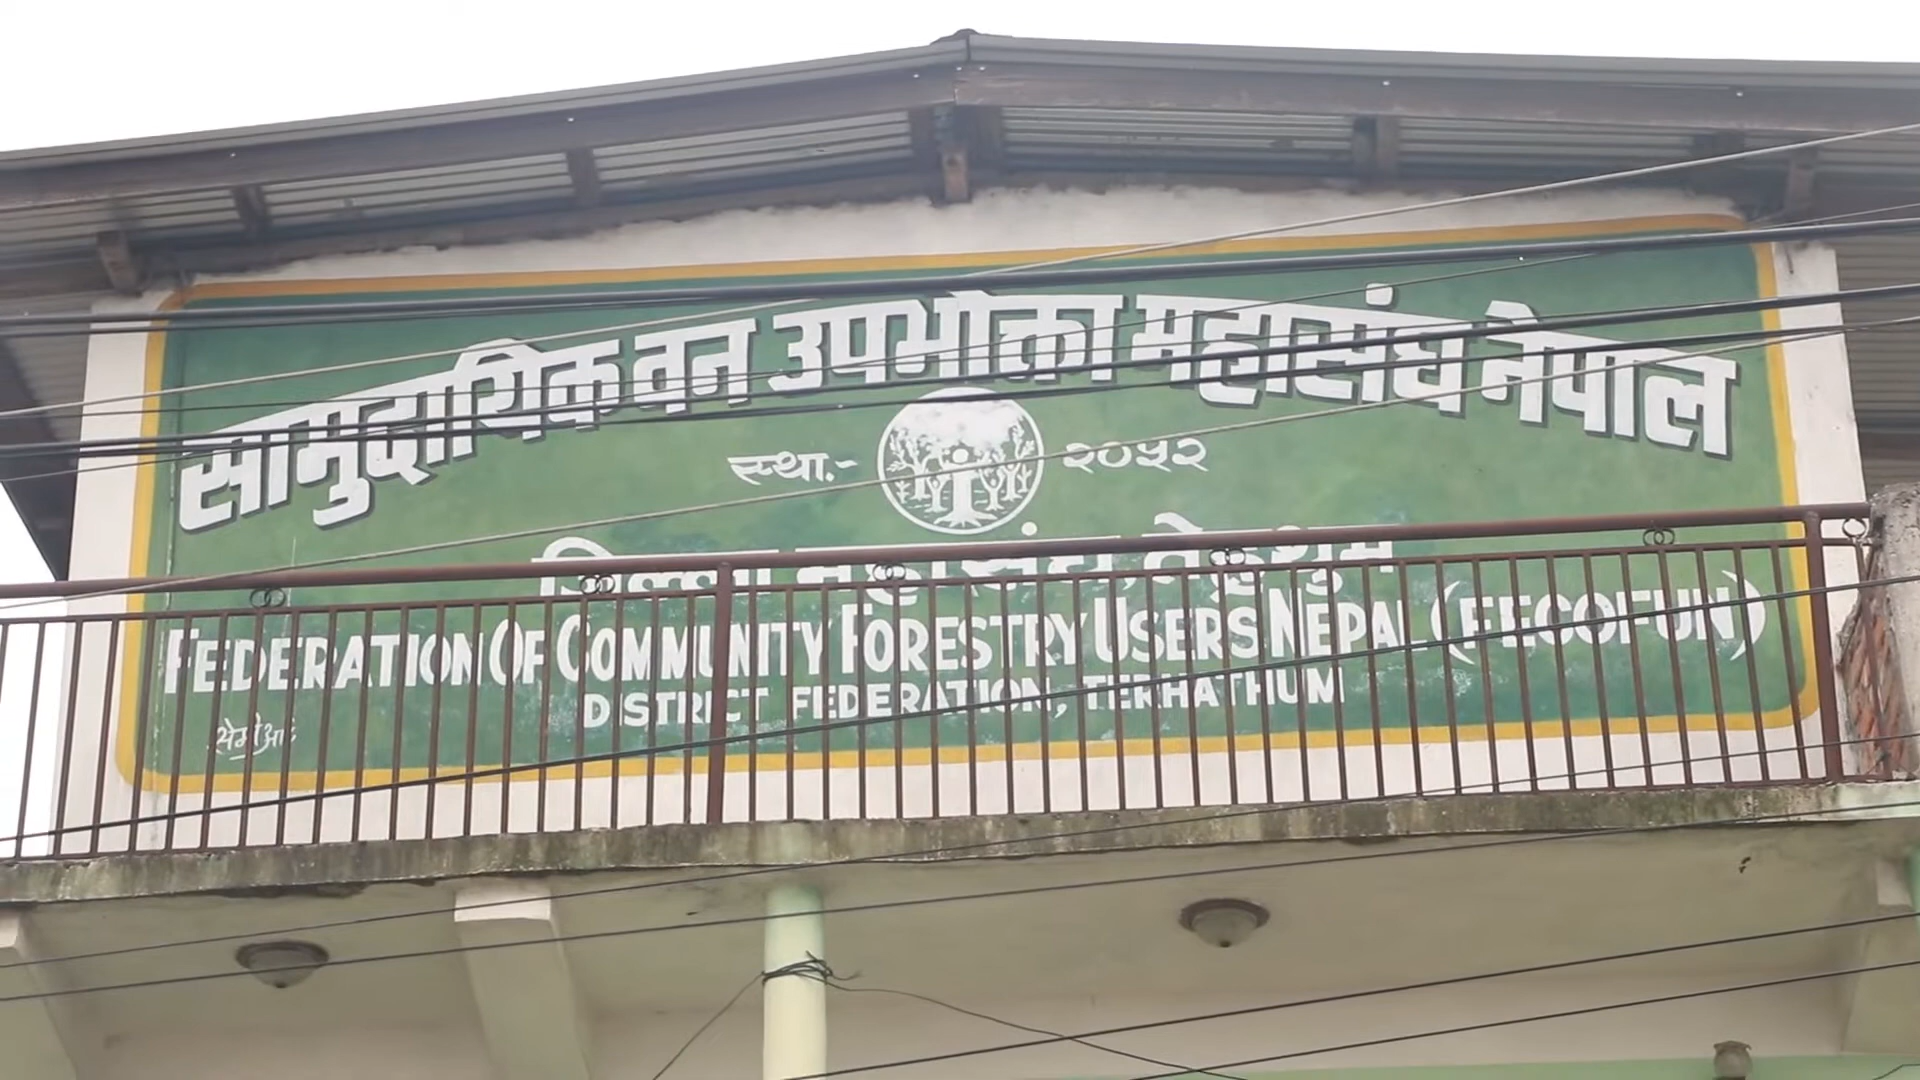 सामुदायिक वन उपभोक्ता महासंघ नेपाल
स्था.- २०५२
जिल्ला महासंघ, तेह्रथुम
FEDERATION OF COMMUNITY FORESTRY USERS NEPAL (FECOFUN)
DISTRICT FEDERATION, TERHATHUM